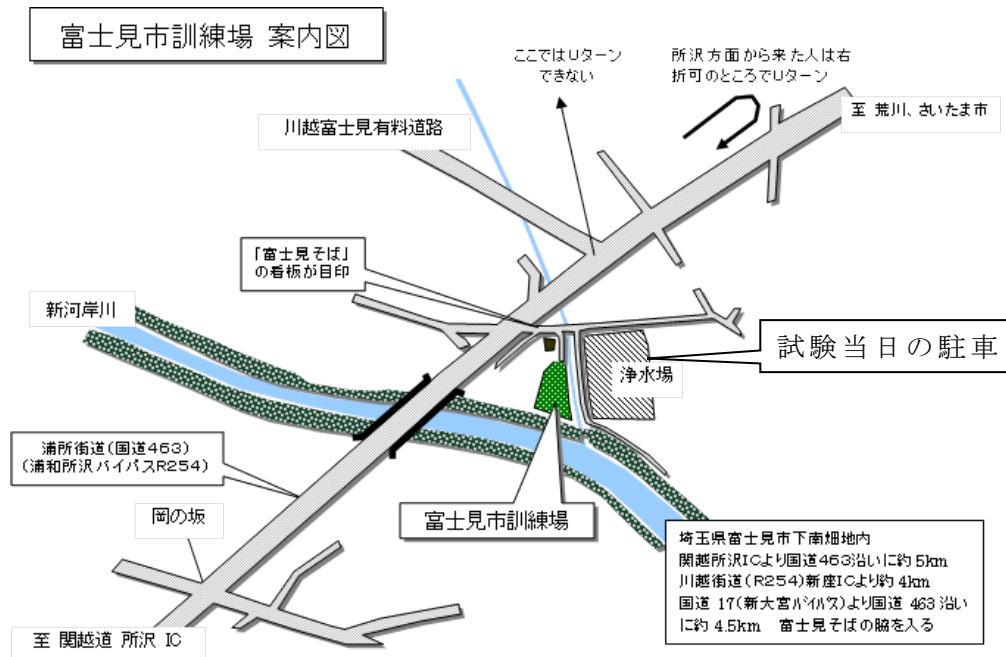 富士見市訓練場 案内図
ここではUターン
できない
所沢方面から来た人は右
折可のところでUターン
至 荒川、さいたま市
川越富士見有料道路
「富士見そば」
の看板が目印
新河岸川
試験当日の駐車
浄水場
浦所街道(国道463)
(浦和所沢バイパスR254)
富士見市訓練場
岡の坂
埼玉県富士見市下南畑地内
関越所沢ICより国道463沿いに約5km
川越街道(R254)新座ICより約4km
国道 17(新大宮バイパス)より国道 463 沿い
に約 4.5km 富士見そばの脇を入る
至 関越道 所沢 IC